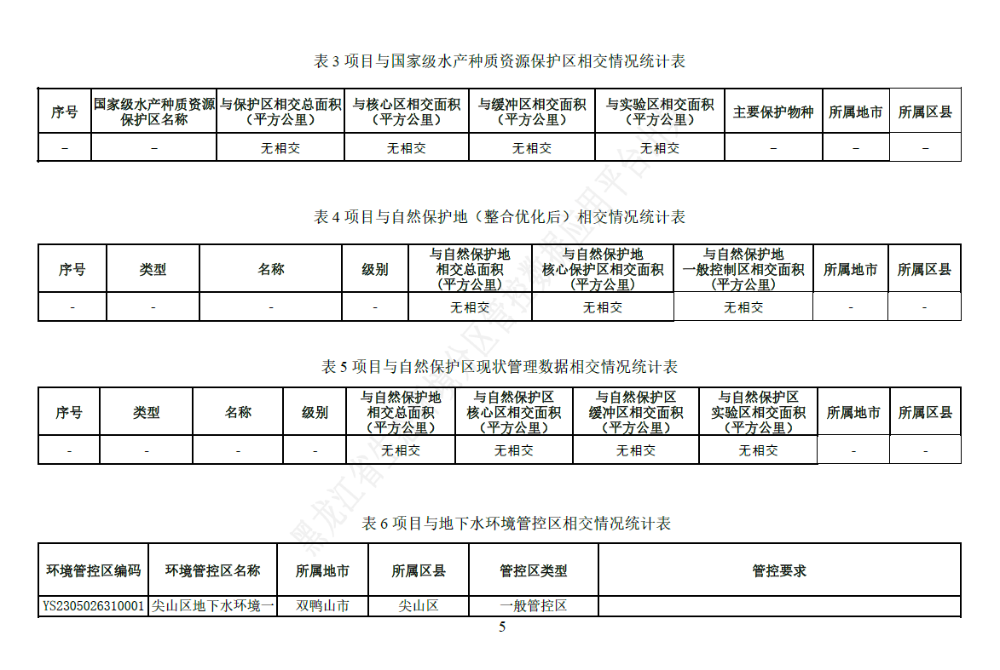 表 3 项目与国家级水产种质资源保护区相交情况统计表
序号 国家级水产种质资源保护区名称 与保护区相交总面积（平方公里） 与核心区相交面积（平方公里） 与缓冲区相交面积（平方公里） 与实验区相交面积（平方公里） 主要保护物种 所属地市 所属区县
– – 无相交 无相交 无相交 无相交 – – –
表 4 项目与自然保护地（整合优化后）相交情况统计表
序号 类型 名称 级别 与自然保护地相交总面积(平方公里) 与自然保护地核心保护区相交面积(平方公里) 与自然保护地一般控制区相交面积(平方公里) 所属地市 所属区县
- - - - 无相交 无相交 无相交 - -
表 5 项目与自然保护区现状管理数据相交情况统计表
序号 类型 名称 级别 与自然保护地相交总面积（平方公里） 与自然保护区核心区相交面积（平方公里） 与自然保护区缓冲区相交面积（平方公里） 与自然保护区实验区相交面积（平方公里） 所属地市 所属区县
- - - - 无相交 无相交 无相交 无相交 - -
表 6 项目与地下水环境管控区相交情况统计表
环境管控区编码 环境管控区名称 所属地市 所属区县 管控区类型 管控要求
YS2305026310001 尖山区地下水环境一 双鸭山市 尖山区 一般管控区
5